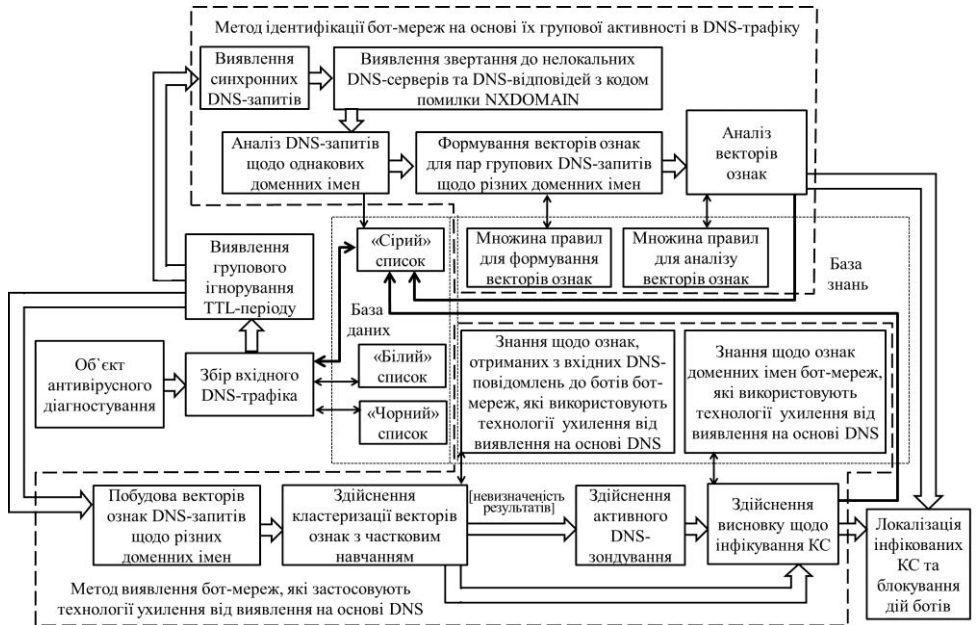 Метод ідентифікації бот-мереж на основі їх групової активності в DNS-трафіку
Виявлення
синхронних
DNS-запитів
Виявлення звертання до нелокальних
DNS-серверів та DNS-відповідей з кодом
помилки NXDOMAIN
Аналіз DNS-запитів
щодо однакових
доменних імен
Формування векторів ознак
для пар групових DNS-запитів
щодо різних доменних імен
Аналіз
векторів
ознак
«Сірий»
список
Множина правил
для формування
векторів ознак
Множина правил
для аналізу
векторів ознак
База
знань
Виявлення
групового
ігнорування
TTL-періоду
База
даних
Об`єкт
антивірусного
діагностування
Збір вхідного
DNS-трафіка
«Білий»
список
«Чорний»
список
Знання щодо ознак,
отриманих з вхідних DNS-
повідомлень до ботів бот-
мереж, які використовують
технології ухилення від
виявлення на основі DNS
Знання щодо ознак
доменних імен бот-мереж,
які використовують
технології ухилення від
виявлення на основі DNS
Побудова векторів
ознак DNS-запитів
щодо різних
доменних імен
Здійснення
кластеризації векторів
ознак з частковим
навчанням
[невизначеність
результатів]
Здійснення
активного
DNS-
зондування
Здійснення
висновку щодо
інфікування КС
Локалізація
інфікованих
КС та
блокування
дій ботів
Метод виявлення бот-мереж, які застосовують
технології ухилення від виявлення на основі DNS